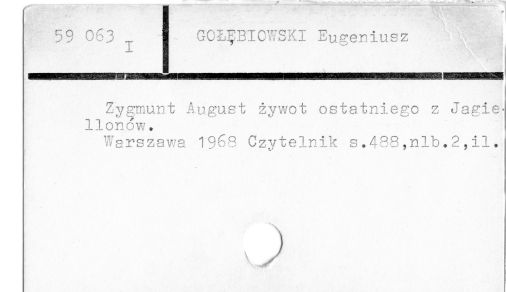 59 063 I
GOŁĘBIOWSKI Eugeniusz
Zygmunt August żywot ostatniego z Jagie-
llonów.
Warszawa 1968 Czytelnik s.488,nlb.2,il.